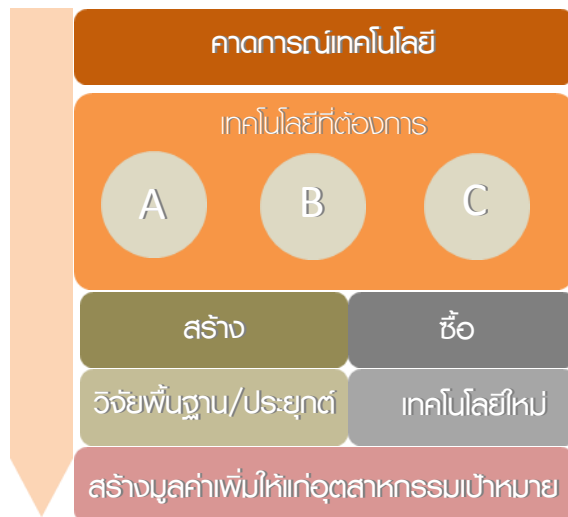 คาดการณ์เทคโนโลยี
เทคโนโลยีที่ต้องการ
A B C
สร้าง ซื้อ
วิจัยพื้นฐาน/ประยุกต์ เทคโนโลยีใหม่
สร้างมูลค่าเพิ่มให้แก่อุตสาหกรรมเป้าหมาย